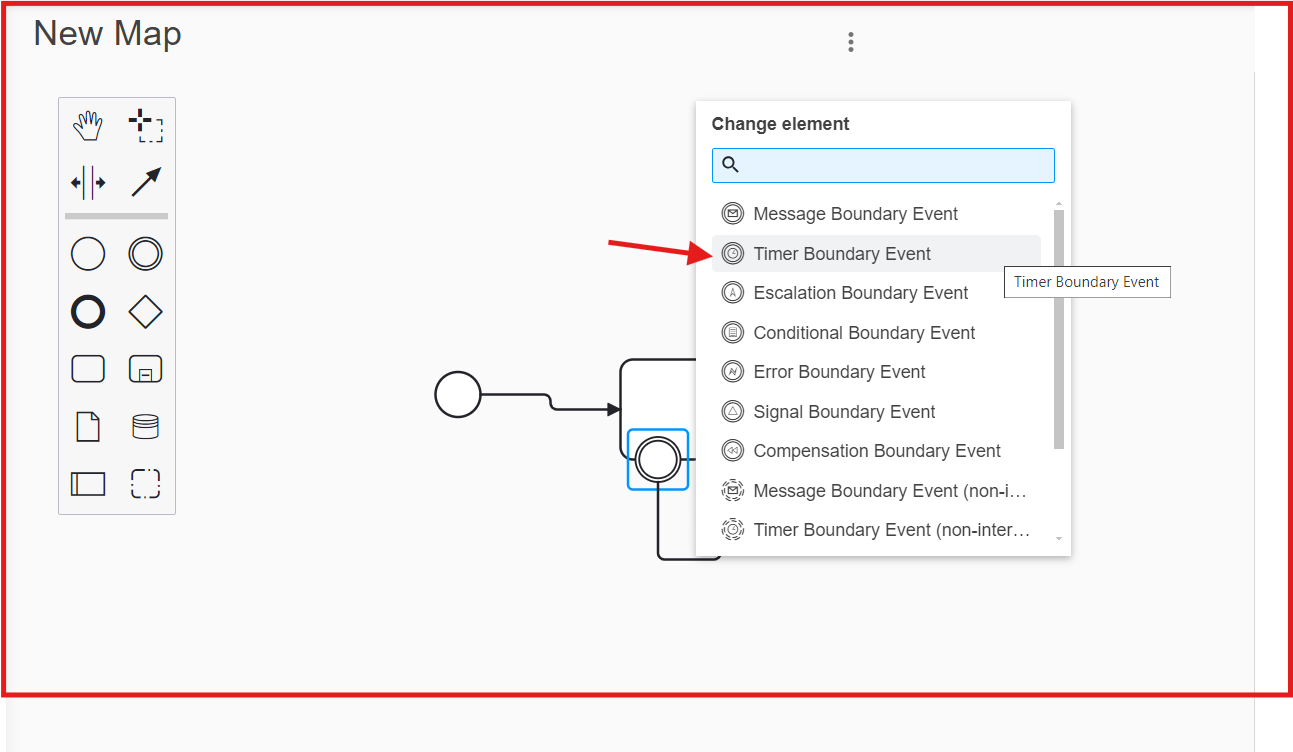 New Map
Change element
Message Boundary Event
Timer Boundary Event
Timer Boundary Event
Escalation Boundary Event
Conditional Boundary Event
Error Boundary Event
Signal Boundary Event
Compensation Boundary Event
Message Boundary Event (non-i...
Timer Boundary Event (non-inter...